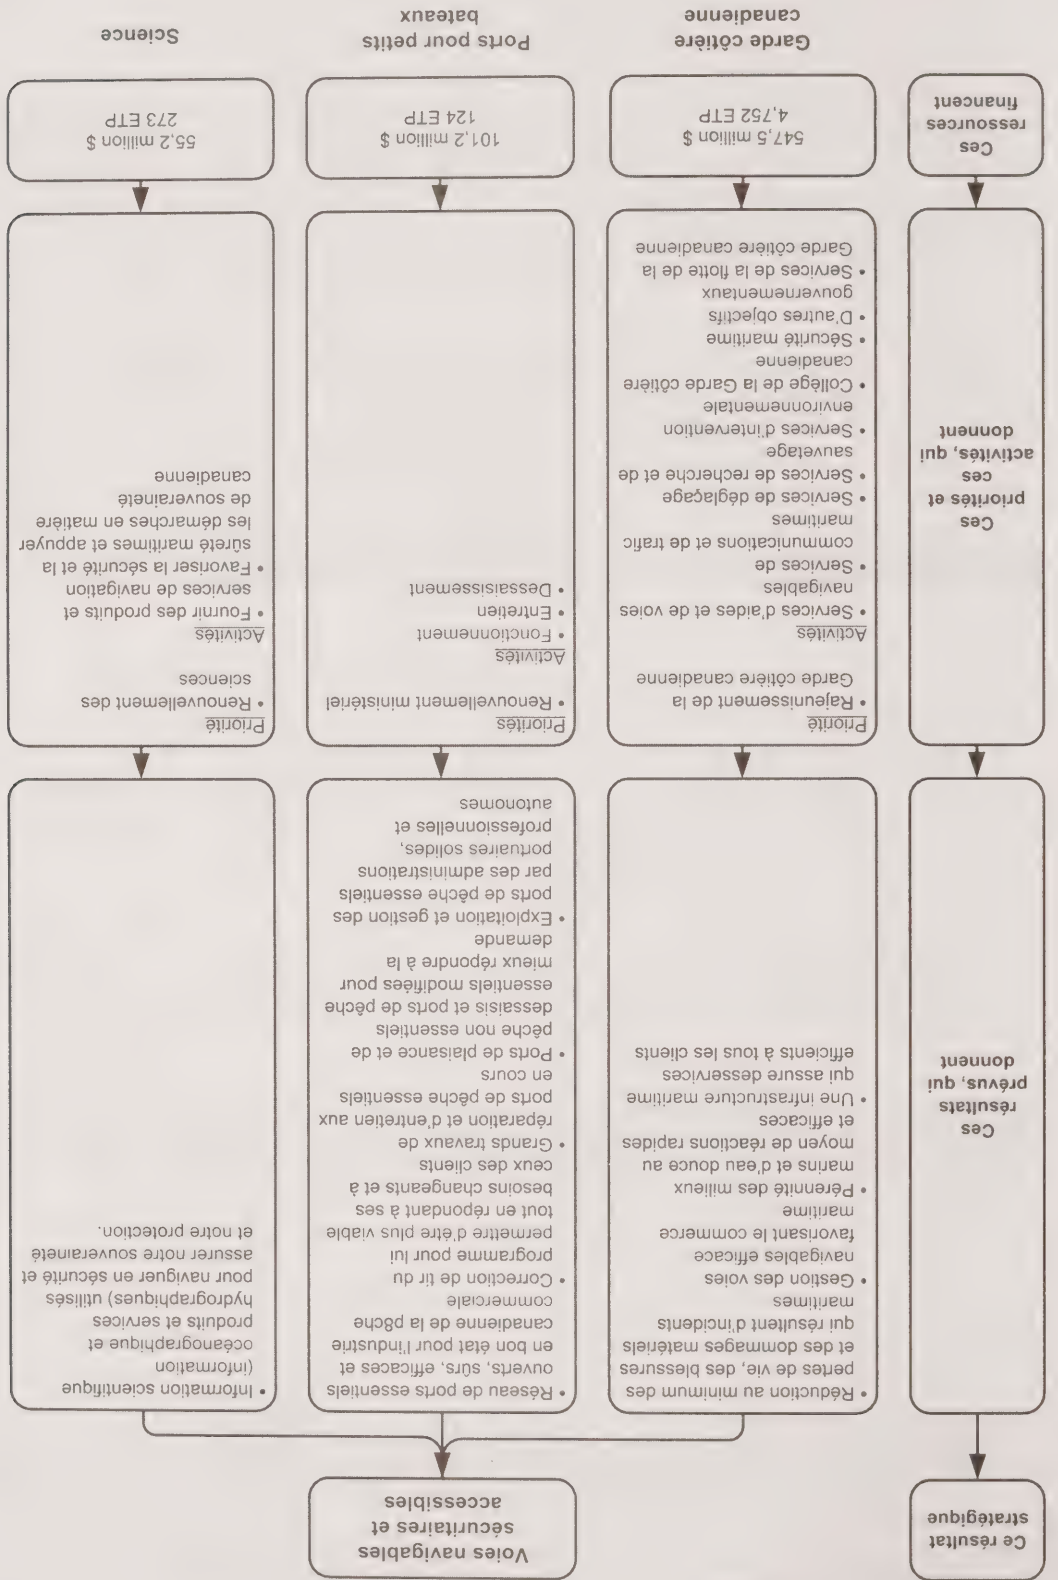 Ce résultat
stratégique
Voies navigables
sécuritaires et
accessibles
Ces
résultats
prévus, qui
donnent
• Réduction au minimum des
pertes de vie, des blessures
et des dommages matériels
qui résultent d'incidents
maritimes
• Gestion des voies
navigables efficace
favorisant le commerce
maritime
• Pérennité des milieux
marins et d'eau douce au
moyen de réactions rapides
et efficaces
• Une infrastructure maritime
qui assure desservices
efficients à tous les clients
• Réseau de ports essentiels
ouverts, sûrs, efficaces et
en bon état pour l'industrie
canadienne de la pêche
commerciale
• Correction de tir du
programme pour lui
permettre d'être plus viable
tout en répondant à ses
besoins changeants et à
ceux des clients
• Grands travaux de
réparation et d'entretien aux
ports de pêche essentiels
en cours
• Ports de plaisance et de
pêche non essentiels
dessaisis et ports de pêche
essentiels modifiées pour
mieux répondre à la
demande
• Exploitation et gestion des
ports de pêche essentiels
par des administrations
portuaires solides,
professionnelles et
autonomes
• Information scientifique
(information
océanographique et
produits et services
hydrographiques) utilisés
pour naviguer en sécurité et
assurer notre souveraineté
et notre protection.
Ces
priorités et
ces
activités, qui
donnent
Priorité
• Rajeunissement de la
Garde côtière canadienne
Activités
• Services d'aides et de voies
navigables
• Services de
communications et de trafic
maritimes
• Services de déglaçage
• Services de recherche et de
sauvetage
• Services d'intervention
environnementale
• Collège de la Garde côtière
canadienne
• Sécurité maritime
• D'autres objectifs
gouvernementaux
• Services de la flotte de la
Garde côtière canadienne
Priorités
• Renouvellement ministériel
Activités
• Fonctionnement
• Entretien
• Dessaisissement
Priorité
• Renouvellement des
sciences
Activités
• Fournir des produits et
services de navigation
• Favoriser la sécurité et la
sûreté maritimes et appuyer
les démarches en matière
de souveraineté
canadienne
Ces
ressources
financent
547,5 million $
4,752 ETP
101,2 million $
124 ETP
55,2 million $
273 ETP
Garde côtière
canadienne
Ports pour petits
bateaux
Science